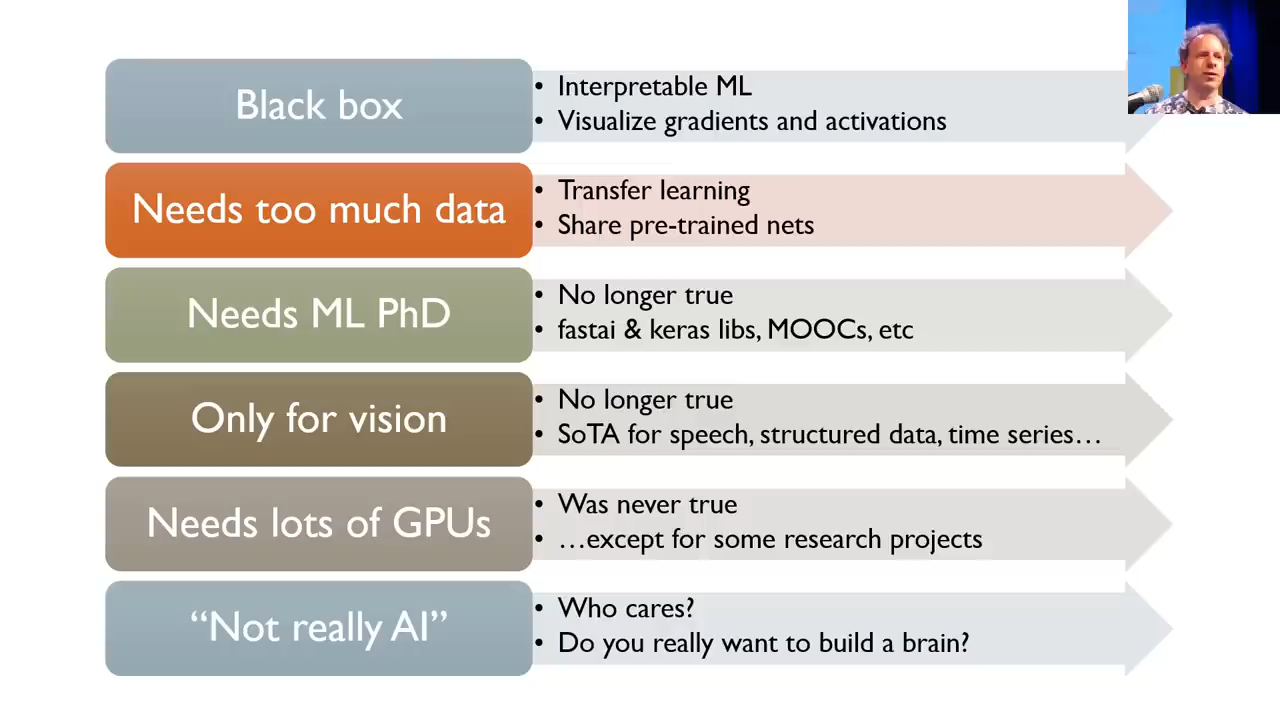 Black box
• Interpretable ML
• Visualize gradients and activations
Needs too much data
• Transfer learning
• Share pre-trained nets
Needs ML PhD
• No longer true
• fastai & keras libs, MOOCs, etc
Only for vision
• No longer true
• SoTA for speech, structured data, time series…
Needs lots of GPUs
• Was never true
• …except for some research projects
“Not really AI”
• Who cares?
• Do you really want to build a brain?